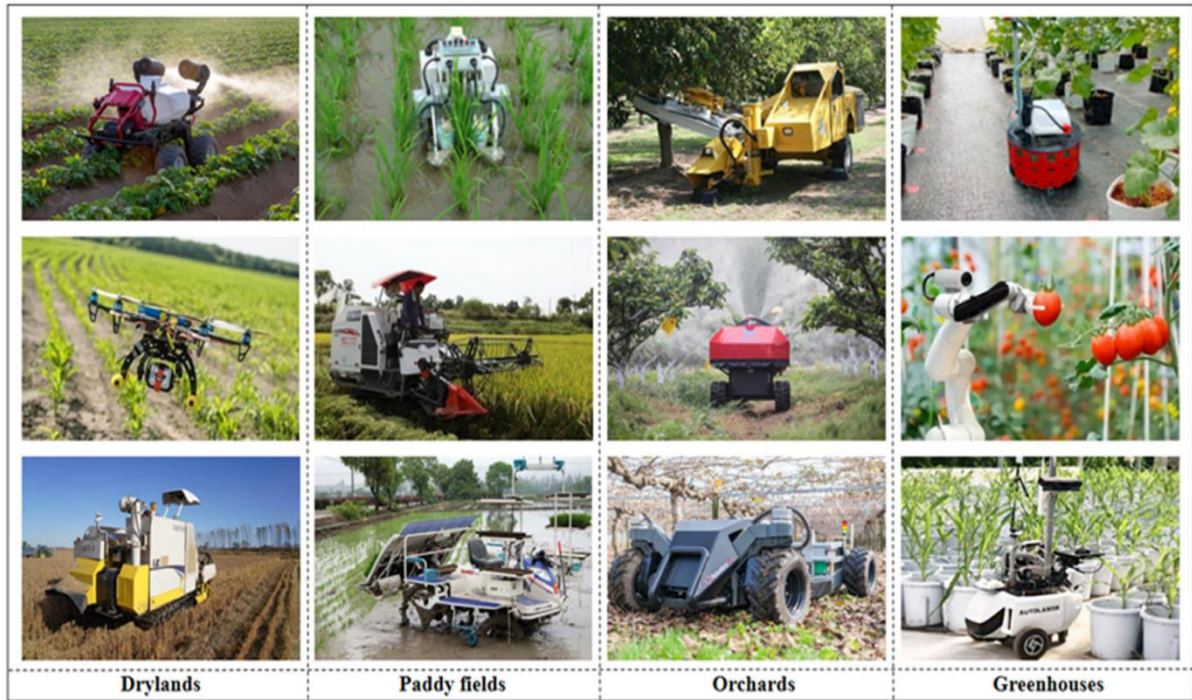 AUTOLABOR
Drylands
Paddy fields
Orchards
Greenhouses